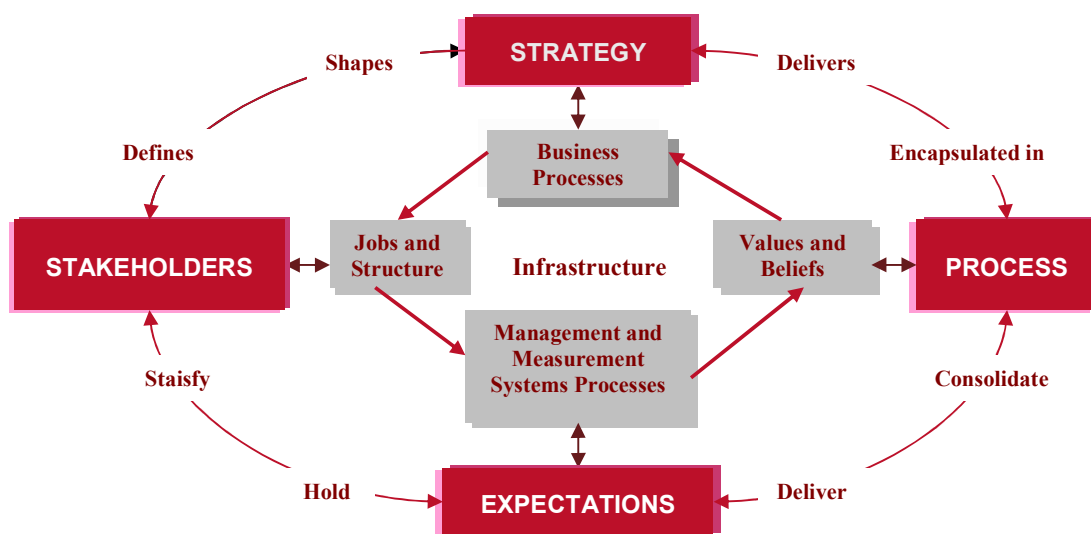 STRATEGY
Shapes
Delivers
Defines
Business
Processes
Encapsulated in
STAKEHOLDERS
Jobs and
Structure
Infrastructure
Values and
Beliefs
PROCESS
Management and
Measurement
Systems Processes
Staisfy
Consolidate
Hold
EXPECTATIONS
Deliver